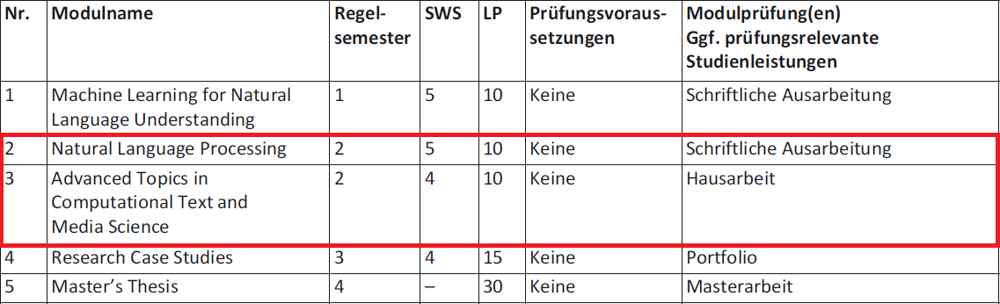 Nr. Modulname Regel- SWS LP Prüfungsvoraus- Modulprüfung(en)
semester setzungen Ggf. prüfungsrelevante
Studienleistungen
1 Machine Learning for Natural 1 5 10 Keine Schriftliche Ausarbeitung
Language Understanding
2 Natural Language Processing 2 5 10 Keine Schriftliche Ausarbeitung
3 Advanced Topics in 2 4 10 Keine Hausarbeit
Computational Text and
Media Science
4 Research Case Studies 3 4 15 Keine Portfolio
5 Master’s Thesis 4 – 30 Keine Masterarbeit